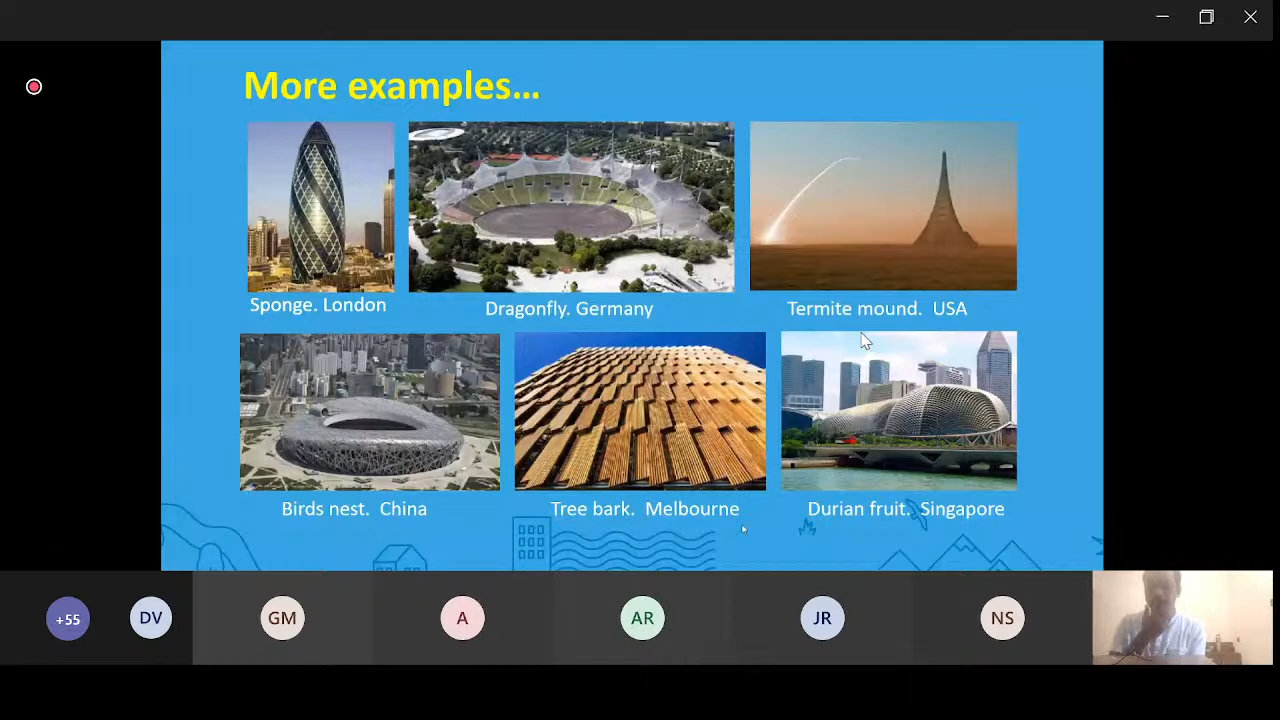 More examples...
Sponge. London
Dragonfly. Germany
Termite mound.  USA
Birds nest.  China
Tree bark.  Melbourne
Durian fruit.  Singapore
+55
DV
GM
A
AR
JR
NS